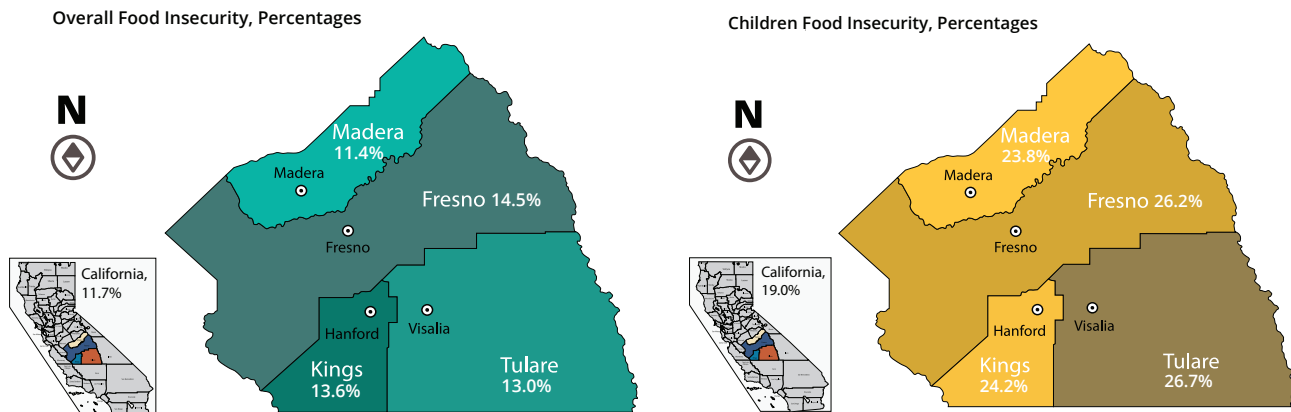 Overall Food Insecurity, Percentages
N
Madera
11.4%
Madera
Fresno 14.5%
Fresno
California,
11.7%
Hanford
Visalia
Kings
13.6%
Tulare
13.0%
Children Food Insecurity, Percentages
N
Madera
23.8%
Madera
Fresno 26.2%
Fresno
California,
19.0%
Hanford
Visalia
Kings
24.2%
Tulare
26.7%